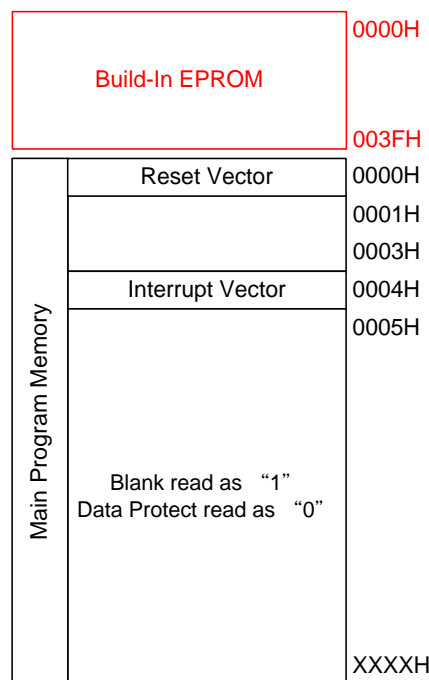 0000H
Build-In EPROM
003FH
Reset Vector
0000H
0001H
0003H
Interrupt Vector
0004H
0005H
Main Program Memory
Blank read as “1”
Data Protect read as “0”
XXXXH